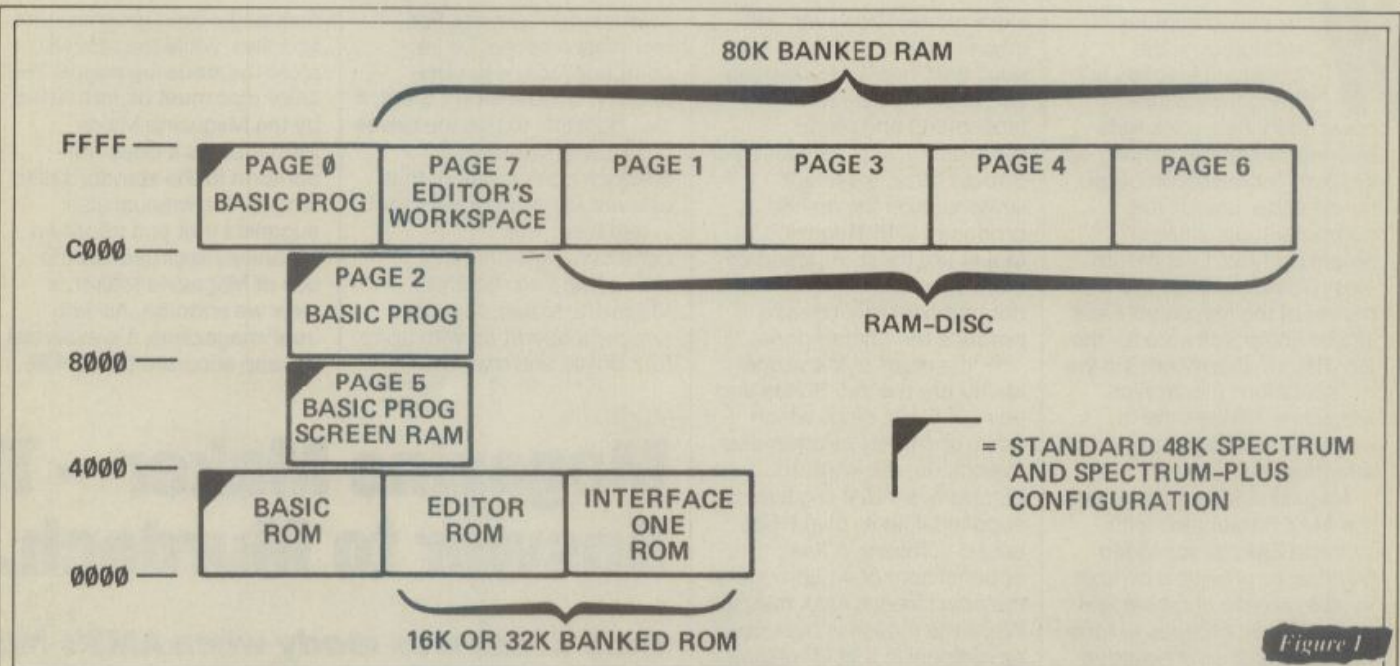 80K BANKED RAM
FFFF
PAGE Ø
BASIC PROG
PAGE 7
EDITOR'S
WORKSPACE
PAGE 1
PAGE 3
PAGE 4
PAGE 6
CØØØ
PAGE 2
BASIC PROG
RAM-DISC
8ØØØ
PAGE 5
BASIC PROG
SCREEN RAM
= STANDARD 48K SPECTRUM
AND SPECTRUM-PLUS
CONFIGURATION
4ØØØ
BASIC
ROM
EDITOR
ROM
INTERFACE
ONE
ROM
ØØØØ
16K OR 32K BANKED ROM
Figure 1